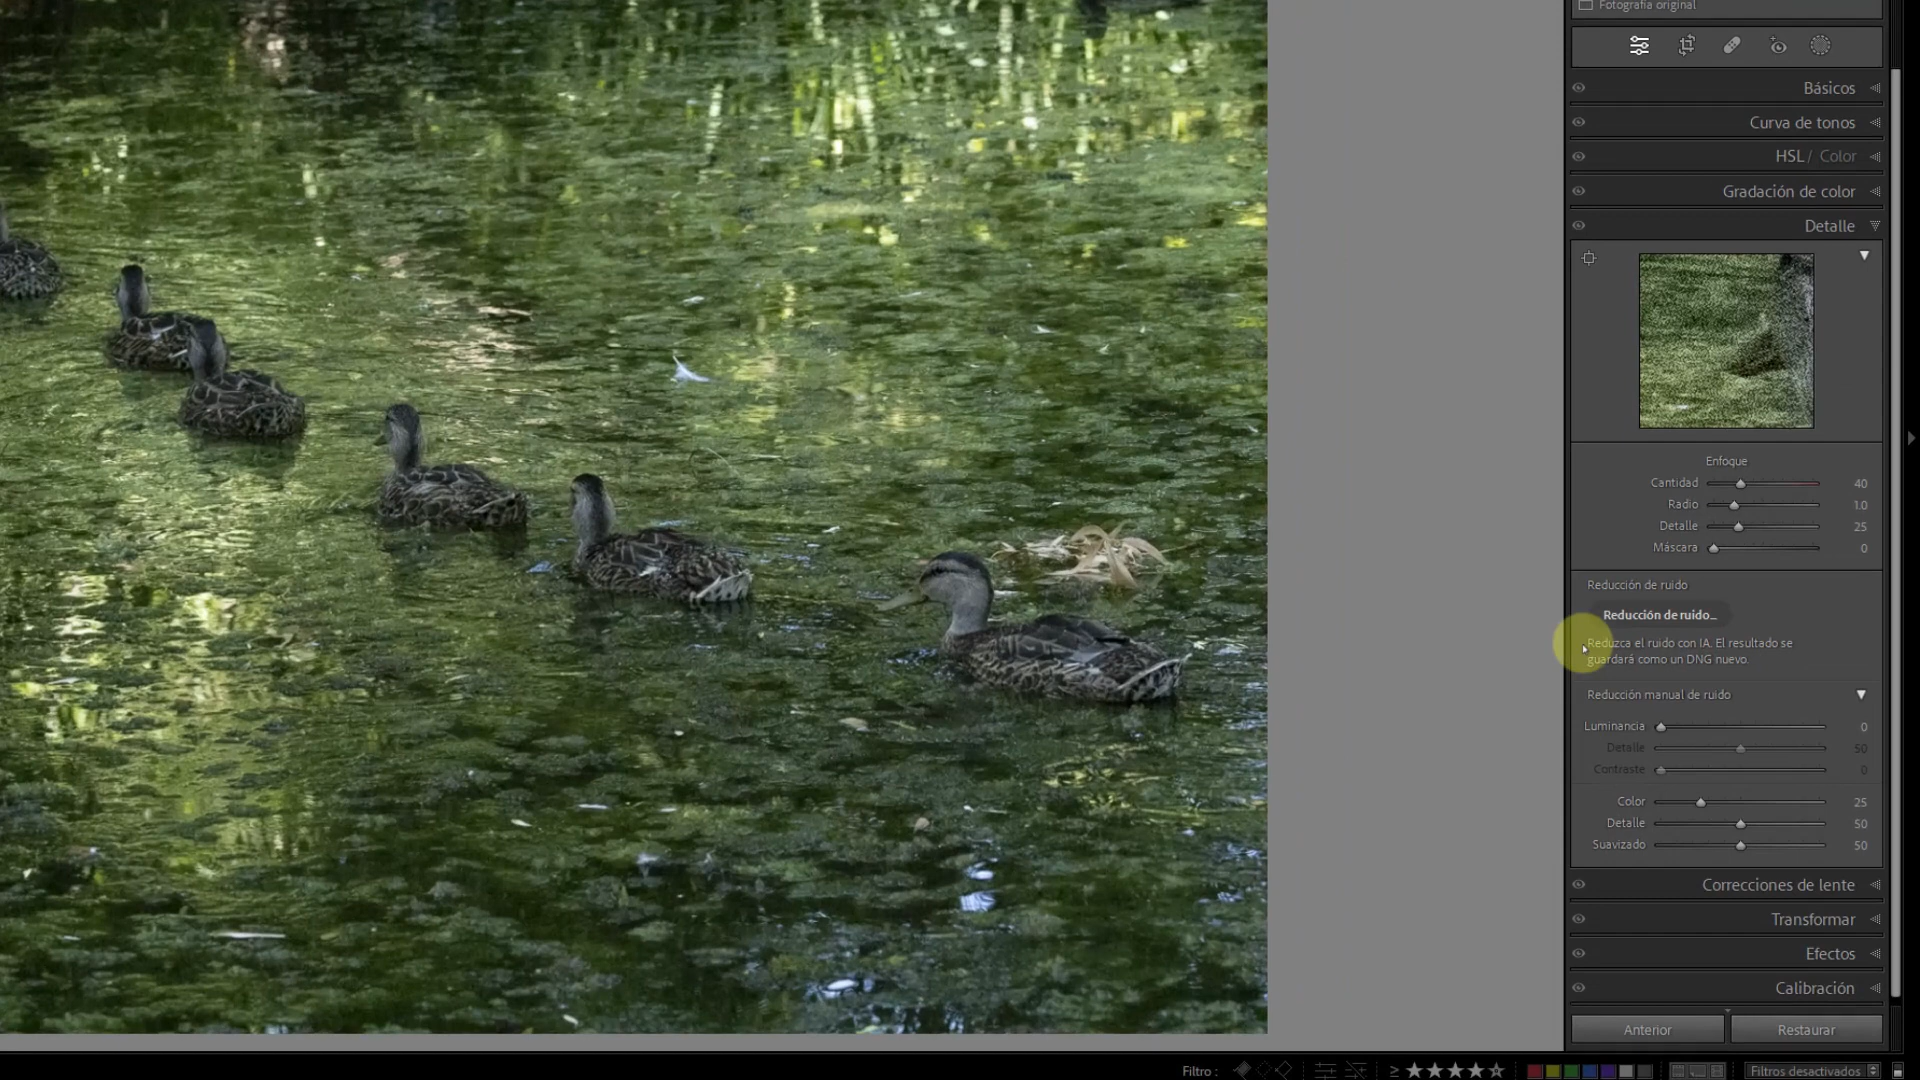 Fotografía original
Básicos
Curva de tonos
HSL / Color
Gradación de color
Detalle
Enfoque
Cantidad 40
Radio 1.0
Detalle 25
Máscara 0
Reducción de ruido
Reducción de ruido...
Reduzca el ruido con IA. El resultado se
guardará como un DNG nuevo.
Reducción manual de ruido
Luminancia 0
Detalle 50
Contraste 0
Color 25
Detalle 50
Suavizado 50
Correcciones de lente
Transformar
Efectos
Calibración
Anterior Restaurar
Filtro : ≥ Filtros desactivados